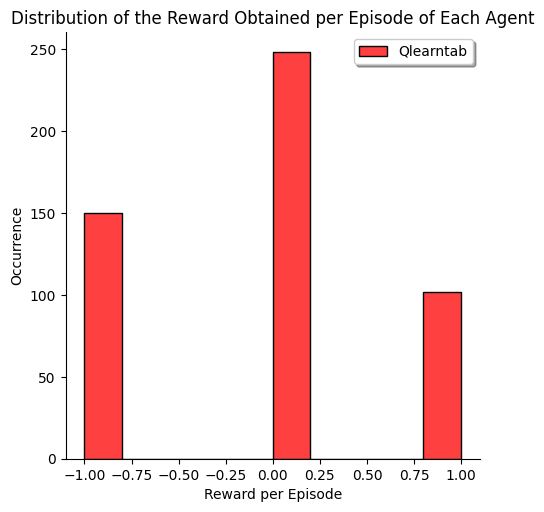 Distribution of the Reward Obtained per Episode of Each Agent
Qlearntab
Occurrence
250
200
150
100
50
0
−1.00 −0.75 −0.50 −0.25 0.00 0.25 0.50 0.75 1.00
Reward per Episode